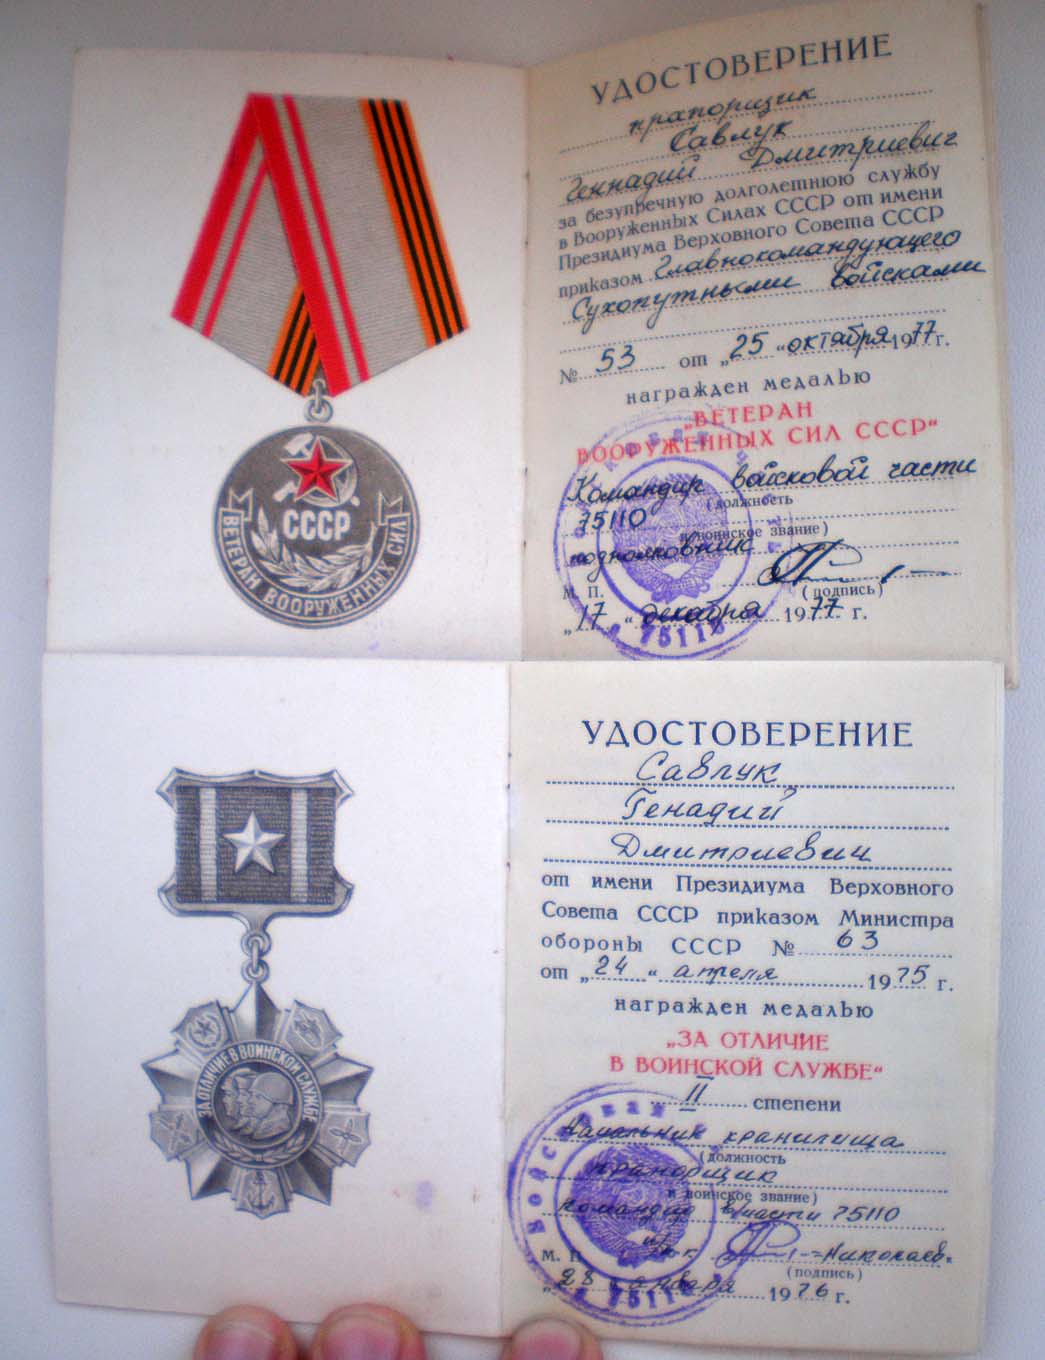 СССР
ВЕТЕРАН ВООРУЖЕННЫХ СИЛ
УДОСТОВЕРЕНИЕ
прапорщик
Савлук
Геннадий Дмитриевич
за безупречную долголетнюю службу
в Вооруженных Силах СССР от имени
Президиума Верховного Совета СССР
приказом Главнокомандующего
Сухопутными войсками
№ 53 от „25“ октября 1977 г.
награжден медалью
„ВЕТЕРАН
ВООРУЖЕННЫХ СИЛ СССР“
Командир войсковой части
(должность
75110
и воинское звание)
подполковник
М. П.
(подпись)
„17“ декабря 1977 г.
ЗА ОТЛИЧИЕ В ВОИНСКОЙ СЛУЖБЕ
УДОСТОВЕРЕНИЕ
Савлук
Генадий
Дмитриевич
от имени Президиума Верховного
Совета СССР приказом Министра
обороны СССР № 63
от „24“ апреля 1975 г.
награжден медалью
„ЗА ОТЛИЧИЕ
В ВОИНСКОЙ СЛУЖБЕ“
II степени
Начальник хранилища
(должность
прапорщик
и воинское звание)
командир в/части 75110
М. П. Николаев
(подпись)
„28“ января 1976 г.